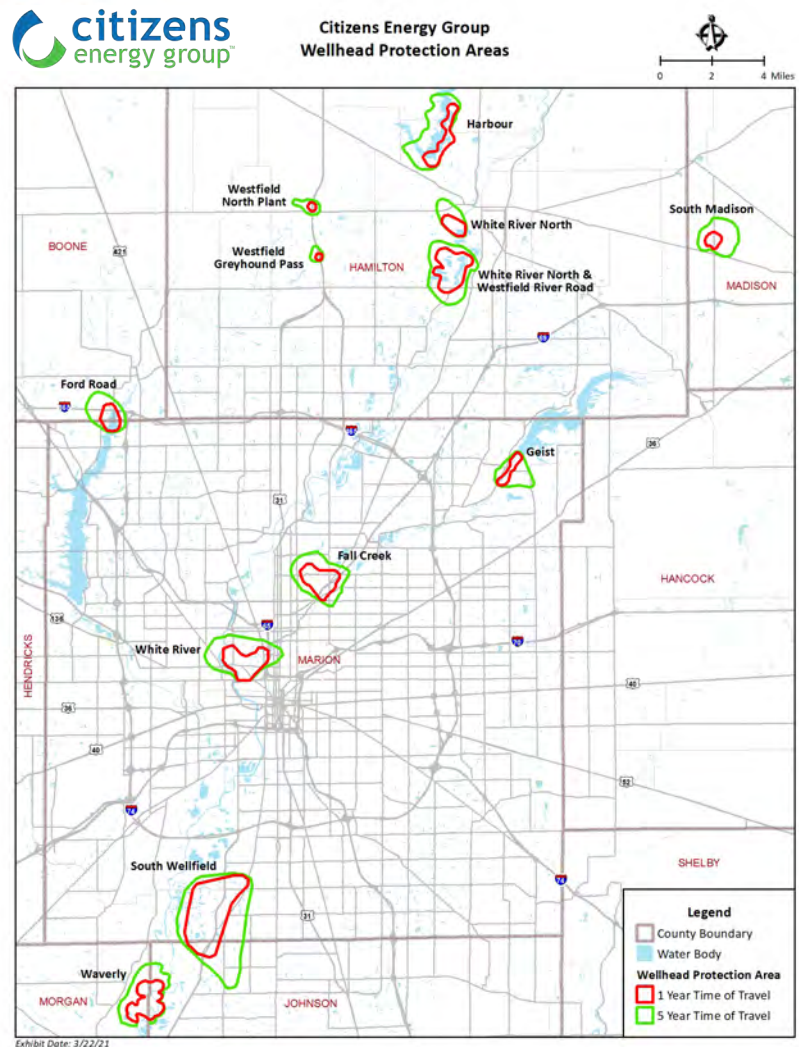 citizens
energy group™
Citizens Energy Group
Wellhead Protection Areas
0 2 4 Miles
Harbour
Westfield
North Plant
South Madison
White River North
BOONE
421
Westfield
Greyhound Pass
HAMILTON
White River North &
Westfield River Road
MADISON
69
Ford Road
865
465
36
Geist
31
Fall Creek
HANCOCK
136
65
70
White River
MARION
HENDRICKS
40
36
40
52
74
South Wellfield
SHELBY
74
31
Legend
County Boundary
Water Body
Wellhead Protection Area
1 Year Time of Travel
5 Year Time of Travel
Waverly
MORGAN
JOHNSON
Exhibit Date: 3/22/21